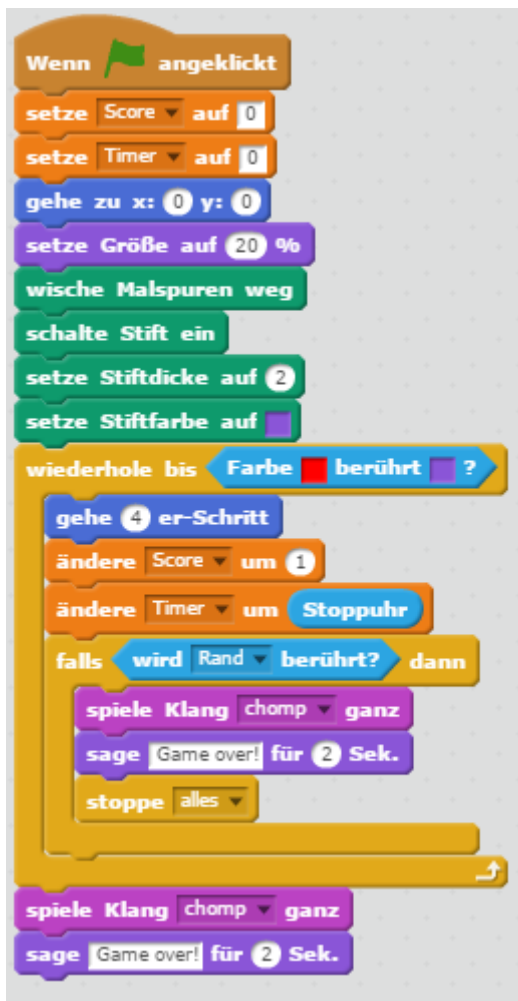 Wenn angeklickt
setze Score auf 0
setze Timer auf 0
gehe zu x: 0 y: 0
setze Größe auf 20 %
wische Malspuren weg
schalte Stift ein
setze Stiftdicke auf 2
setze Stiftfarbe auf
wiederhole bis Farbe berührt ?
gehe 4 er-Schritt
ändere Score um 1
ändere Timer um Stoppuhr
falls wird Rand berührt? dann
spiele Klang chomp ganz
sage Game over! für 2 Sek.
stoppe alles
spiele Klang chomp ganz
sage Game over! für 2 Sek.